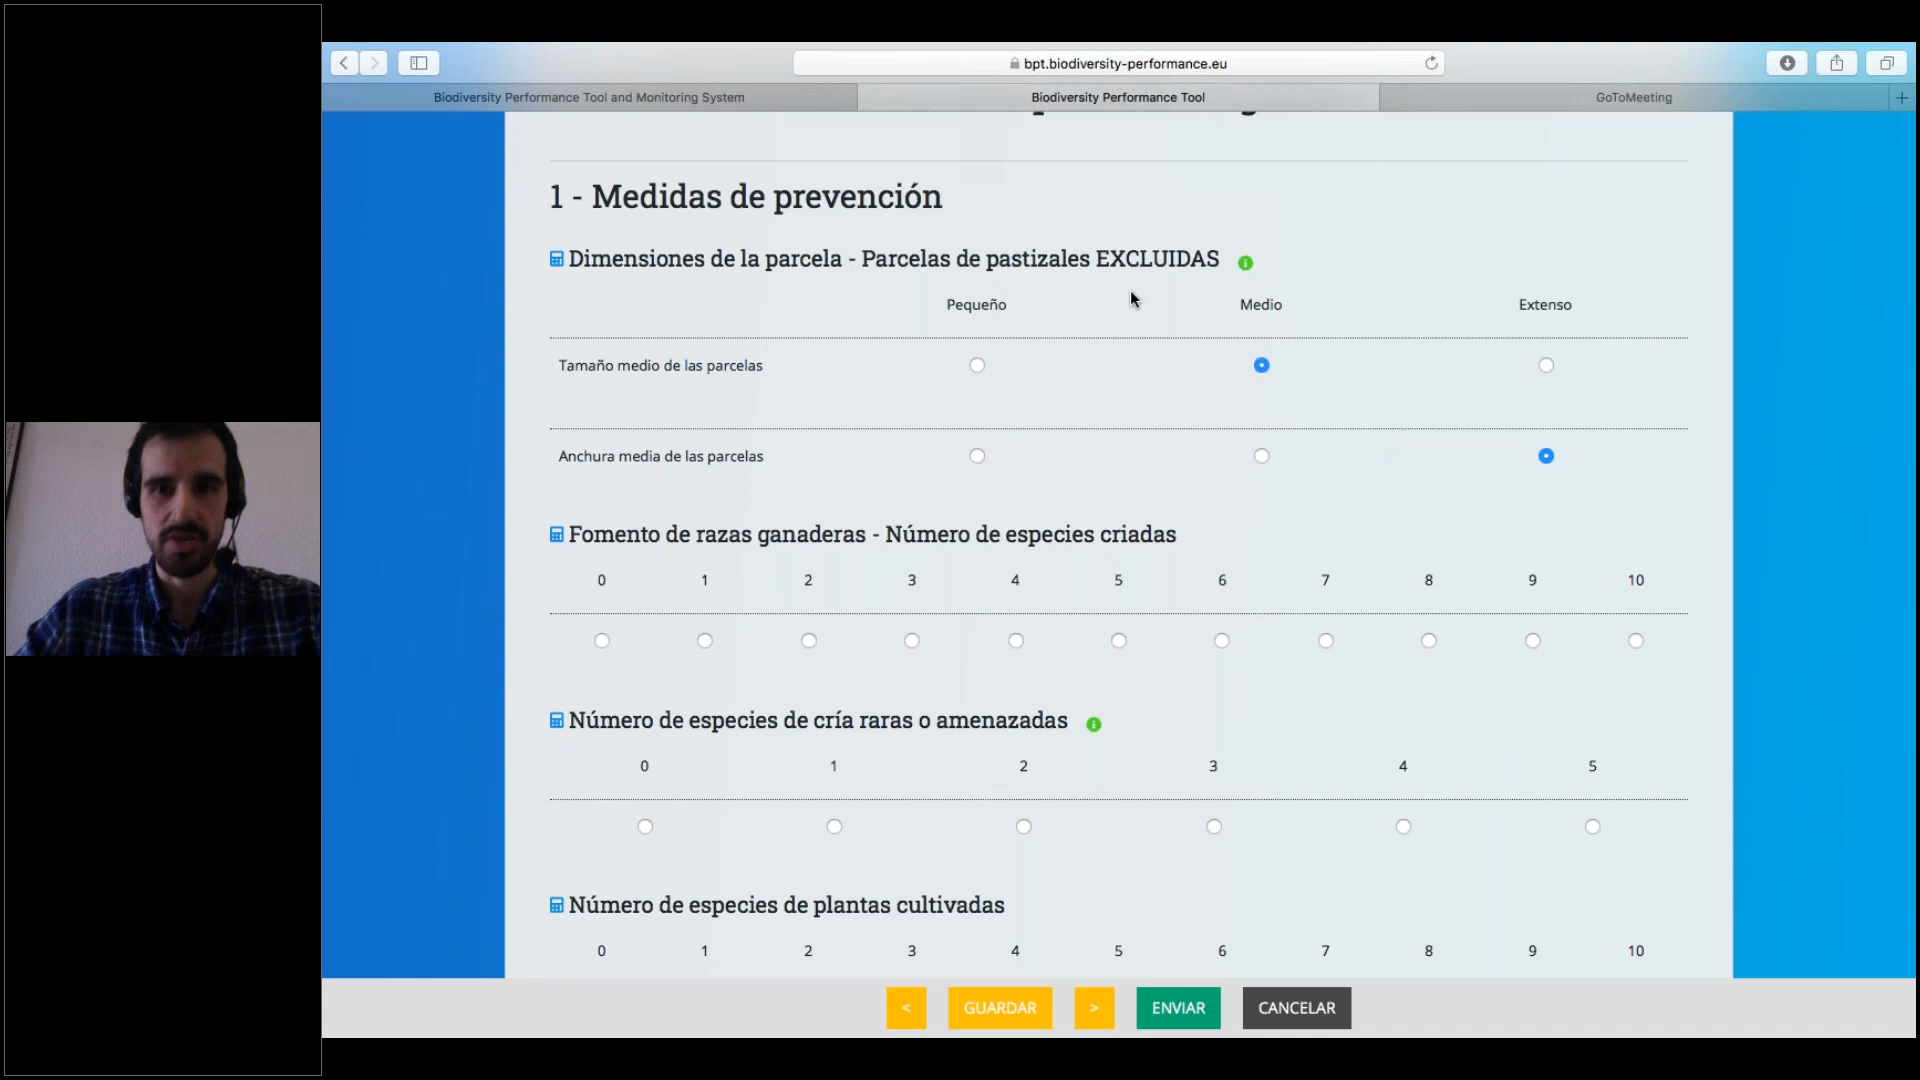 bpt.biodiversity-performance.eu
Biodiversity Performance Tool and Monitoring System
Biodiversity Performance Tool
GoToMeeting
1 - Medidas de prevención
Dimensiones de la parcela - Parcelas de pastizales EXCLUIDAS
Pequeño Medio Extenso
Tamaño medio de las parcelas
Anchura media de las parcelas
Fomento de razas ganaderas - Número de especies criadas
0 1 2 3 4 5 6 7 8 9 10
Número de especies de cría raras o amenazadas
0 1 2 3 4 5
Número de especies de plantas cultivadas
0 1 2 3 4 5 6 7 8 9 10
< GUARDAR > ENVIAR CANCELAR